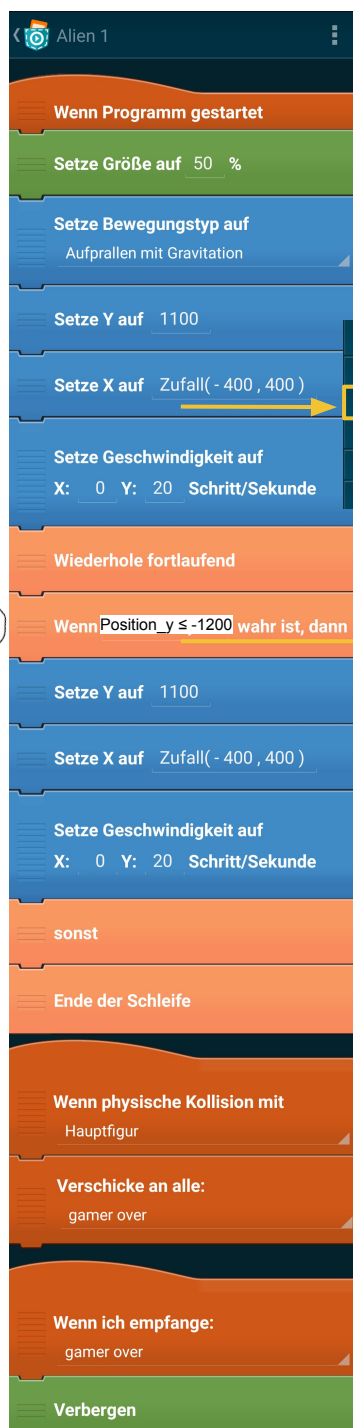 Alien 1
Wenn Programm gestartet
Setze Größe auf 50 %
Setze Bewegungstyp auf
Aufprallen mit Gravitation
Setze Y auf 1100
Setze X auf Zufall( - 400 , 400 )
Setze Geschwindigkeit auf
X: 0 Y: 20 Schritt/Sekunde
Wiederhole fortlaufend
Wenn Position_y ≤ -1200 wahr ist, dann
Setze Y auf 1100
Setze X auf Zufall( - 400 , 400 )
Setze Geschwindigkeit auf
X: 0 Y: 20 Schritt/Sekunde
sonst
Ende der Schleife
Wenn physische Kollision mit
Hauptfigur
Verschicke an alle:
gamer over
Wenn ich empfange:
gamer over
Verbergen